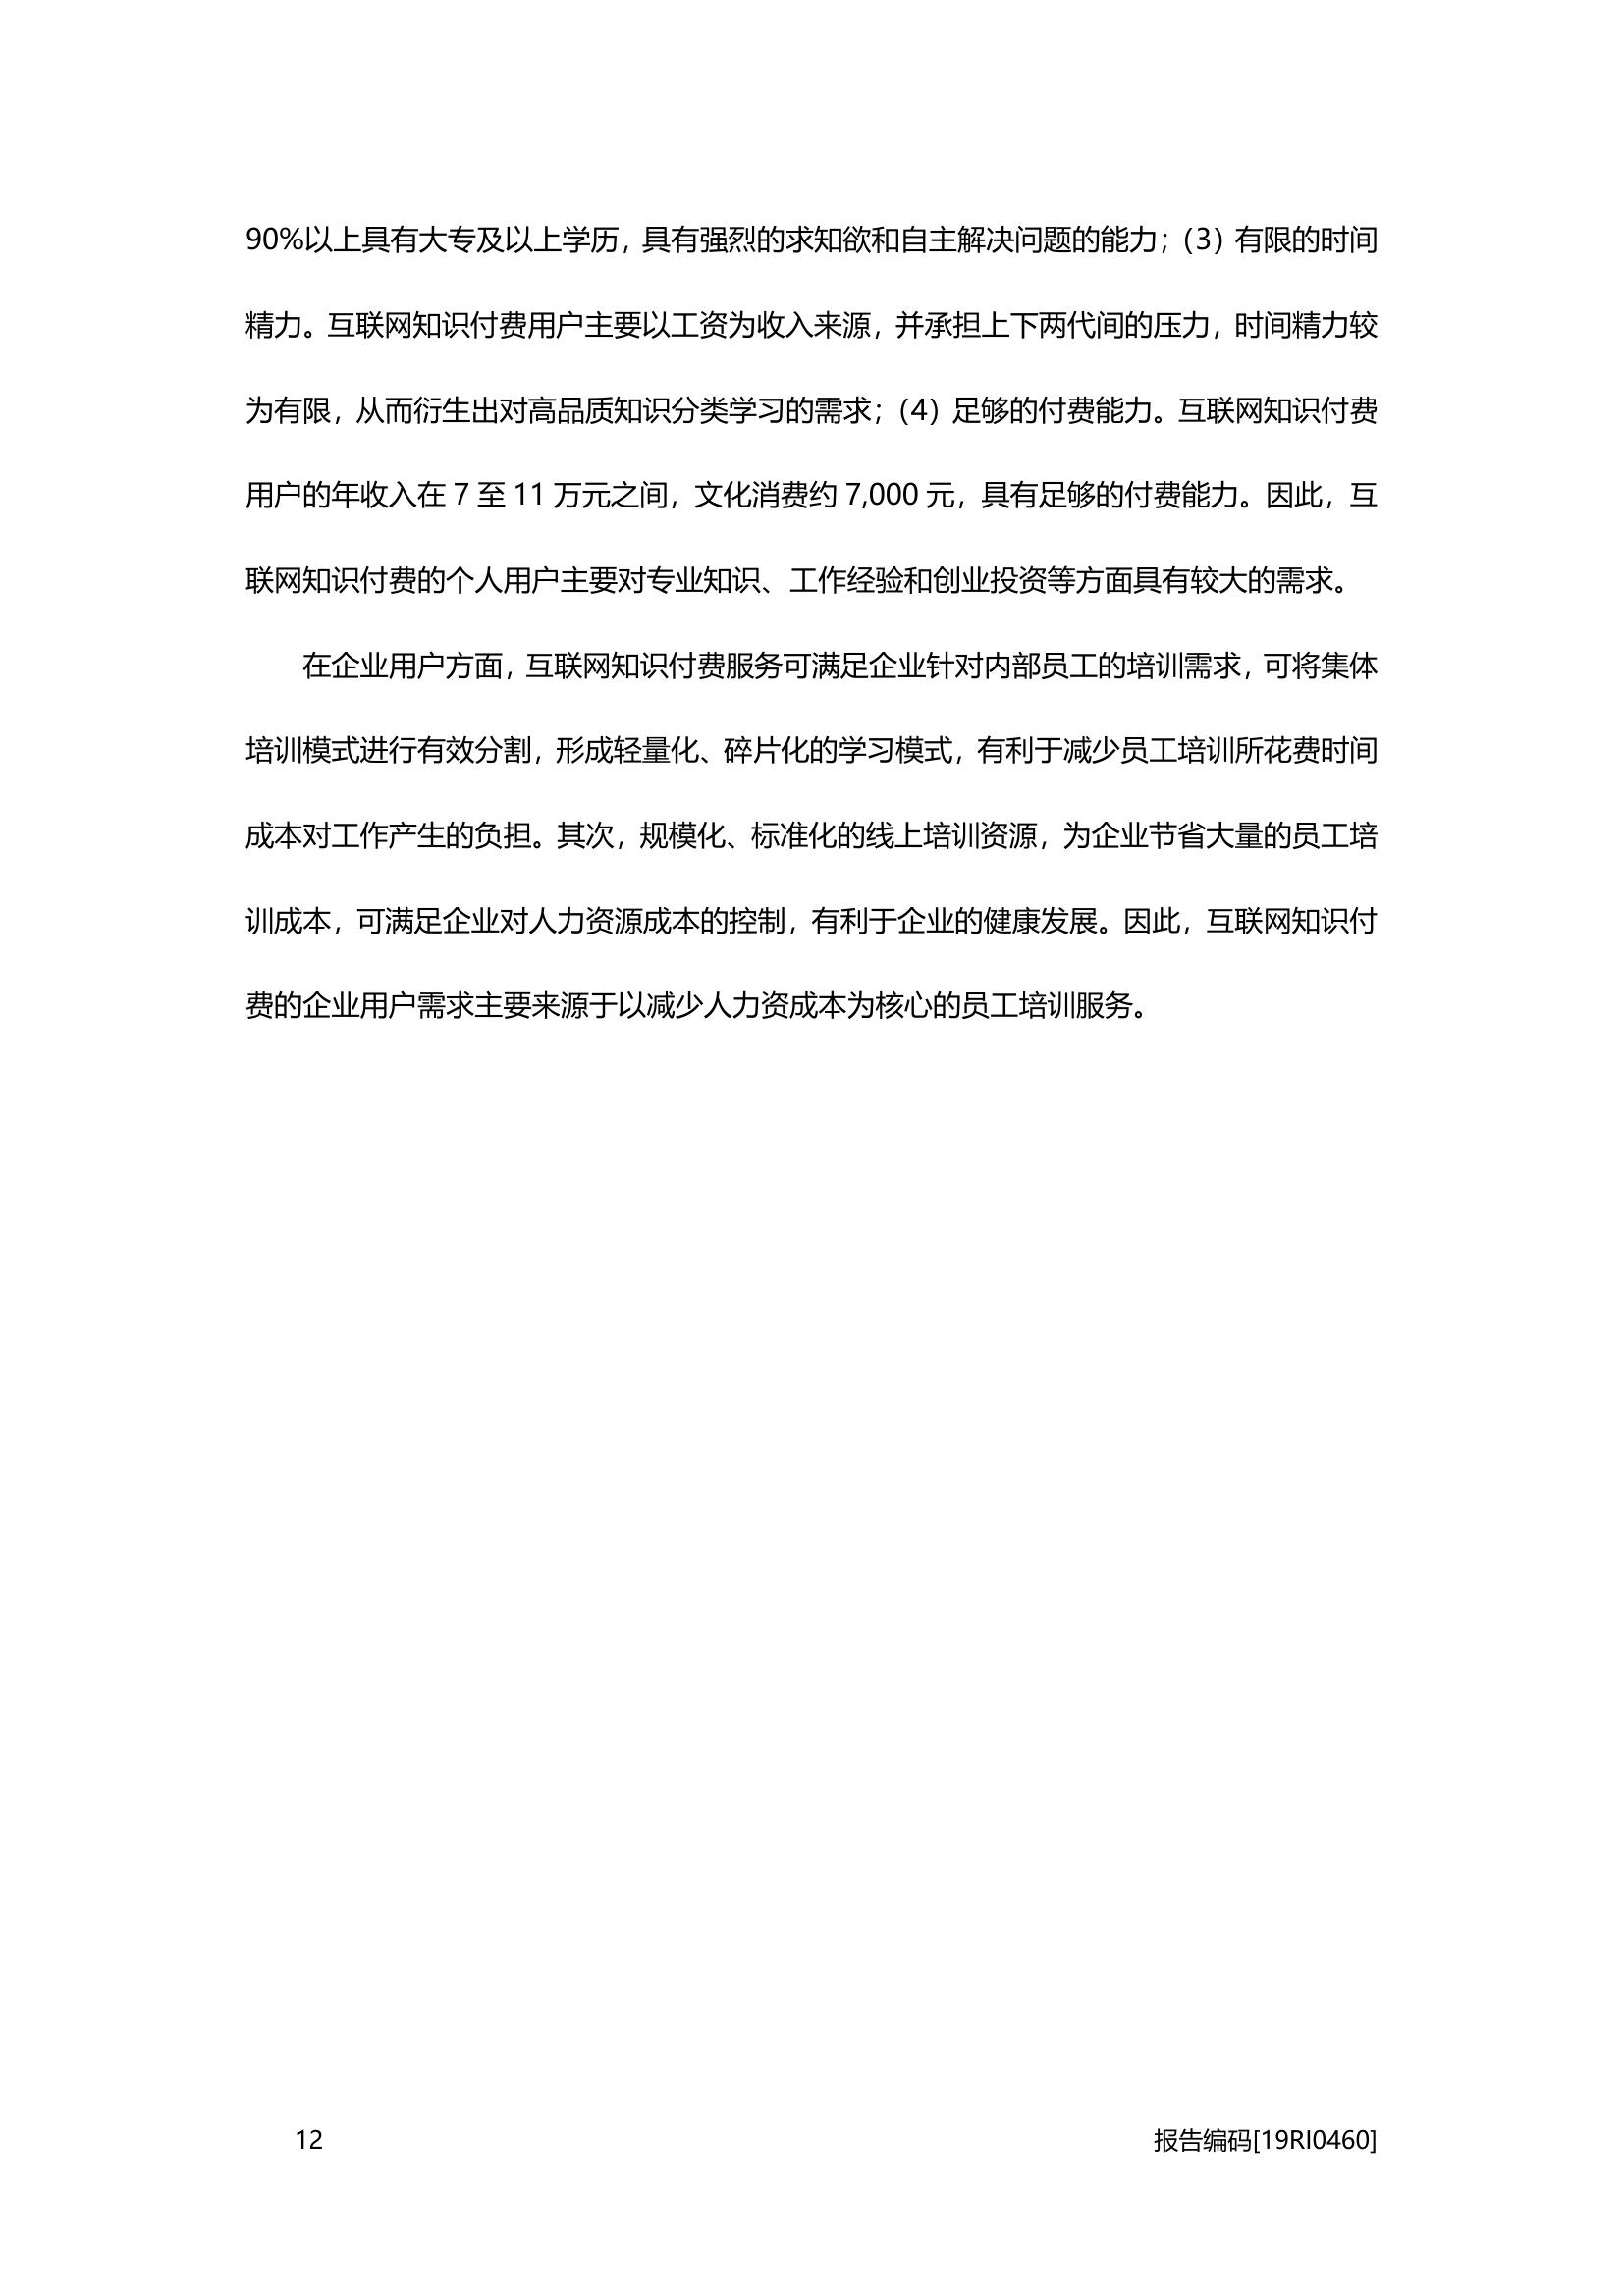 90%以上具有大专及以上学历，具有强烈的求知欲和自主解决问题的能力；（3）有限的时间
精力。互联网知识付费用户主要以工资为收入来源，并承担上下两代间的压力，时间精力较
为有限，从而衍生出对高品质知识分类学习的需求；（4）足够的付费能力。互联网知识付费
用户的年收入在 7 至 11 万元之间，文化消费约 7,000 元，具有足够的付费能力。因此，互
联网知识付费的个人用户主要对专业知识、工作经验和创业投资等方面具有较大的需求。
在企业用户方面，互联网知识付费服务可满足企业针对内部员工的培训需求，可将集体
培训模式进行有效分割，形成轻量化、碎片化的学习模式，有利于减少员工培训所花费时间
成本对工作产生的负担。其次，规模化、标准化的线上培训资源，为企业节省大量的员工培
训成本，可满足企业对人力资源成本的控制，有利于企业的健康发展。因此，互联网知识付
费的企业用户需求主要来源于以减少人力资成本为核心的员工培训服务。
12 报告编码[19RI0460]